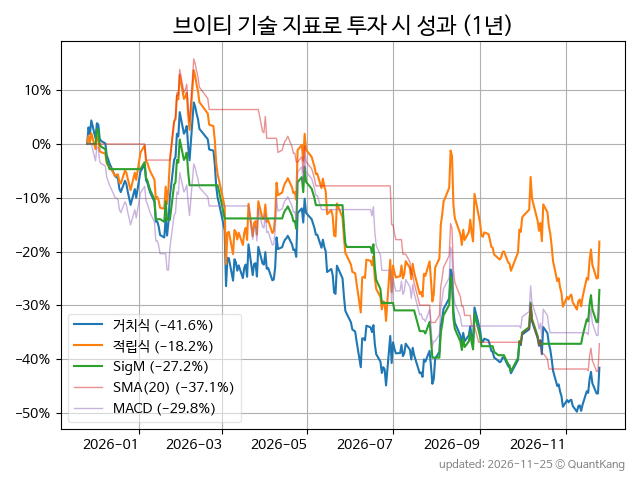 브이티 기술 지표로 투자 시 성과 (1년)
10%
0%
−10%
−20%
−30%
−40%
−50%
거치식 (−41.6%)
적립식 (−18.2%)
SigM (−27.2%)
SMA(20) (−37.1%)
MACD (−29.8%)
2026-01
2026-03
2026-05
2026-07
2026-09
2026-11
updated: 2026-11-25 © QuantKang